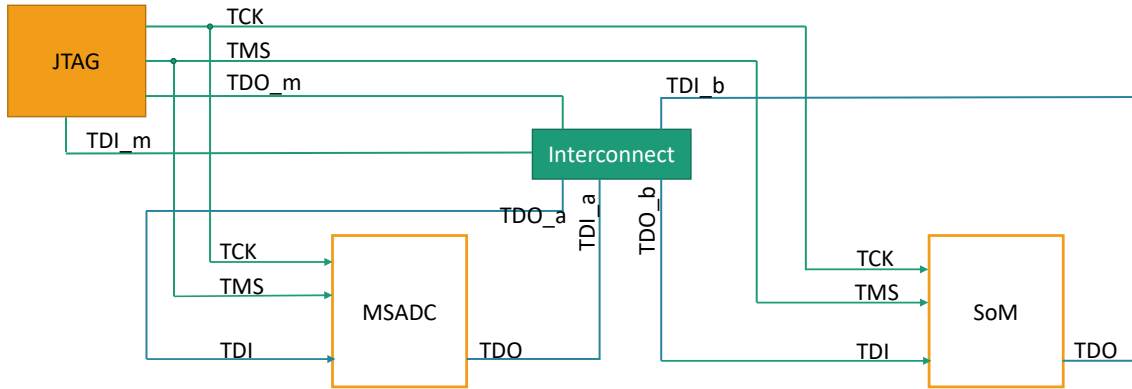 TCK
JTAG
TMS
TDO_m
TDI_b
TDI_m
Interconnect
TDO_a
TDI_a
TDO_b
TCK
TMS
MSADC
TDI
TDO
TCK
TMS
SoM
TDI
TDO